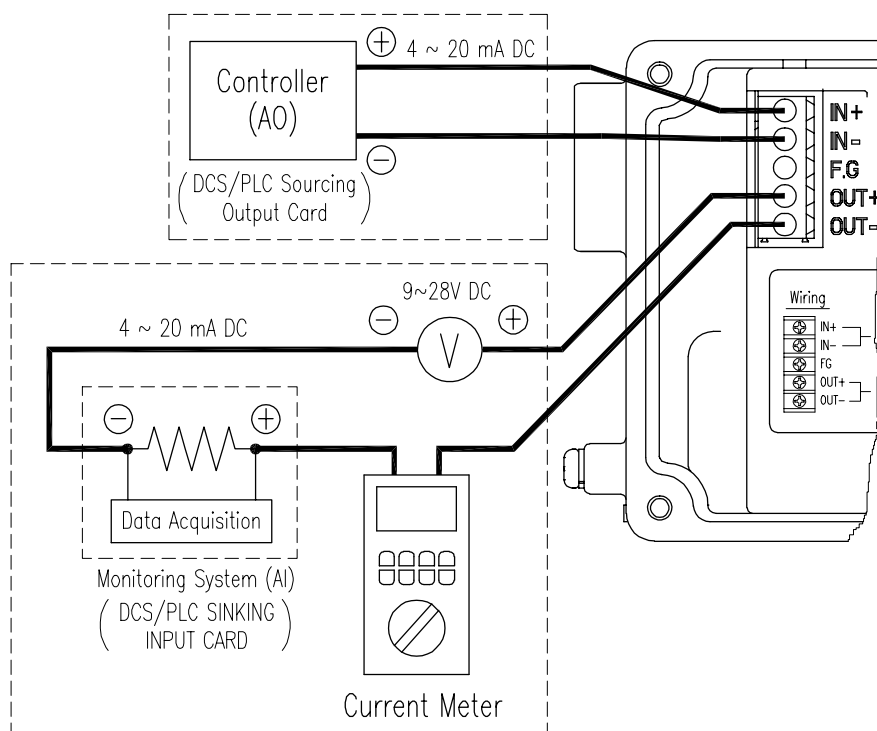 ⊕ 4 ~ 20 mA DC
Controller
(AO)
⊖
( DCS/PLC Sourcing
Output Card )
IN+
IN-
F.G
OUT+
OUT-
9~28V DC
⊖ ⊕
4 ~ 20 mA DC
V
⊖ ⊕
Data Acquisition
Monitoring System (AI)
( DCS/PLC SINKING
INPUT CARD )
Current Meter
Wiring
IN+
IN-
FG
OUT+
OUT-